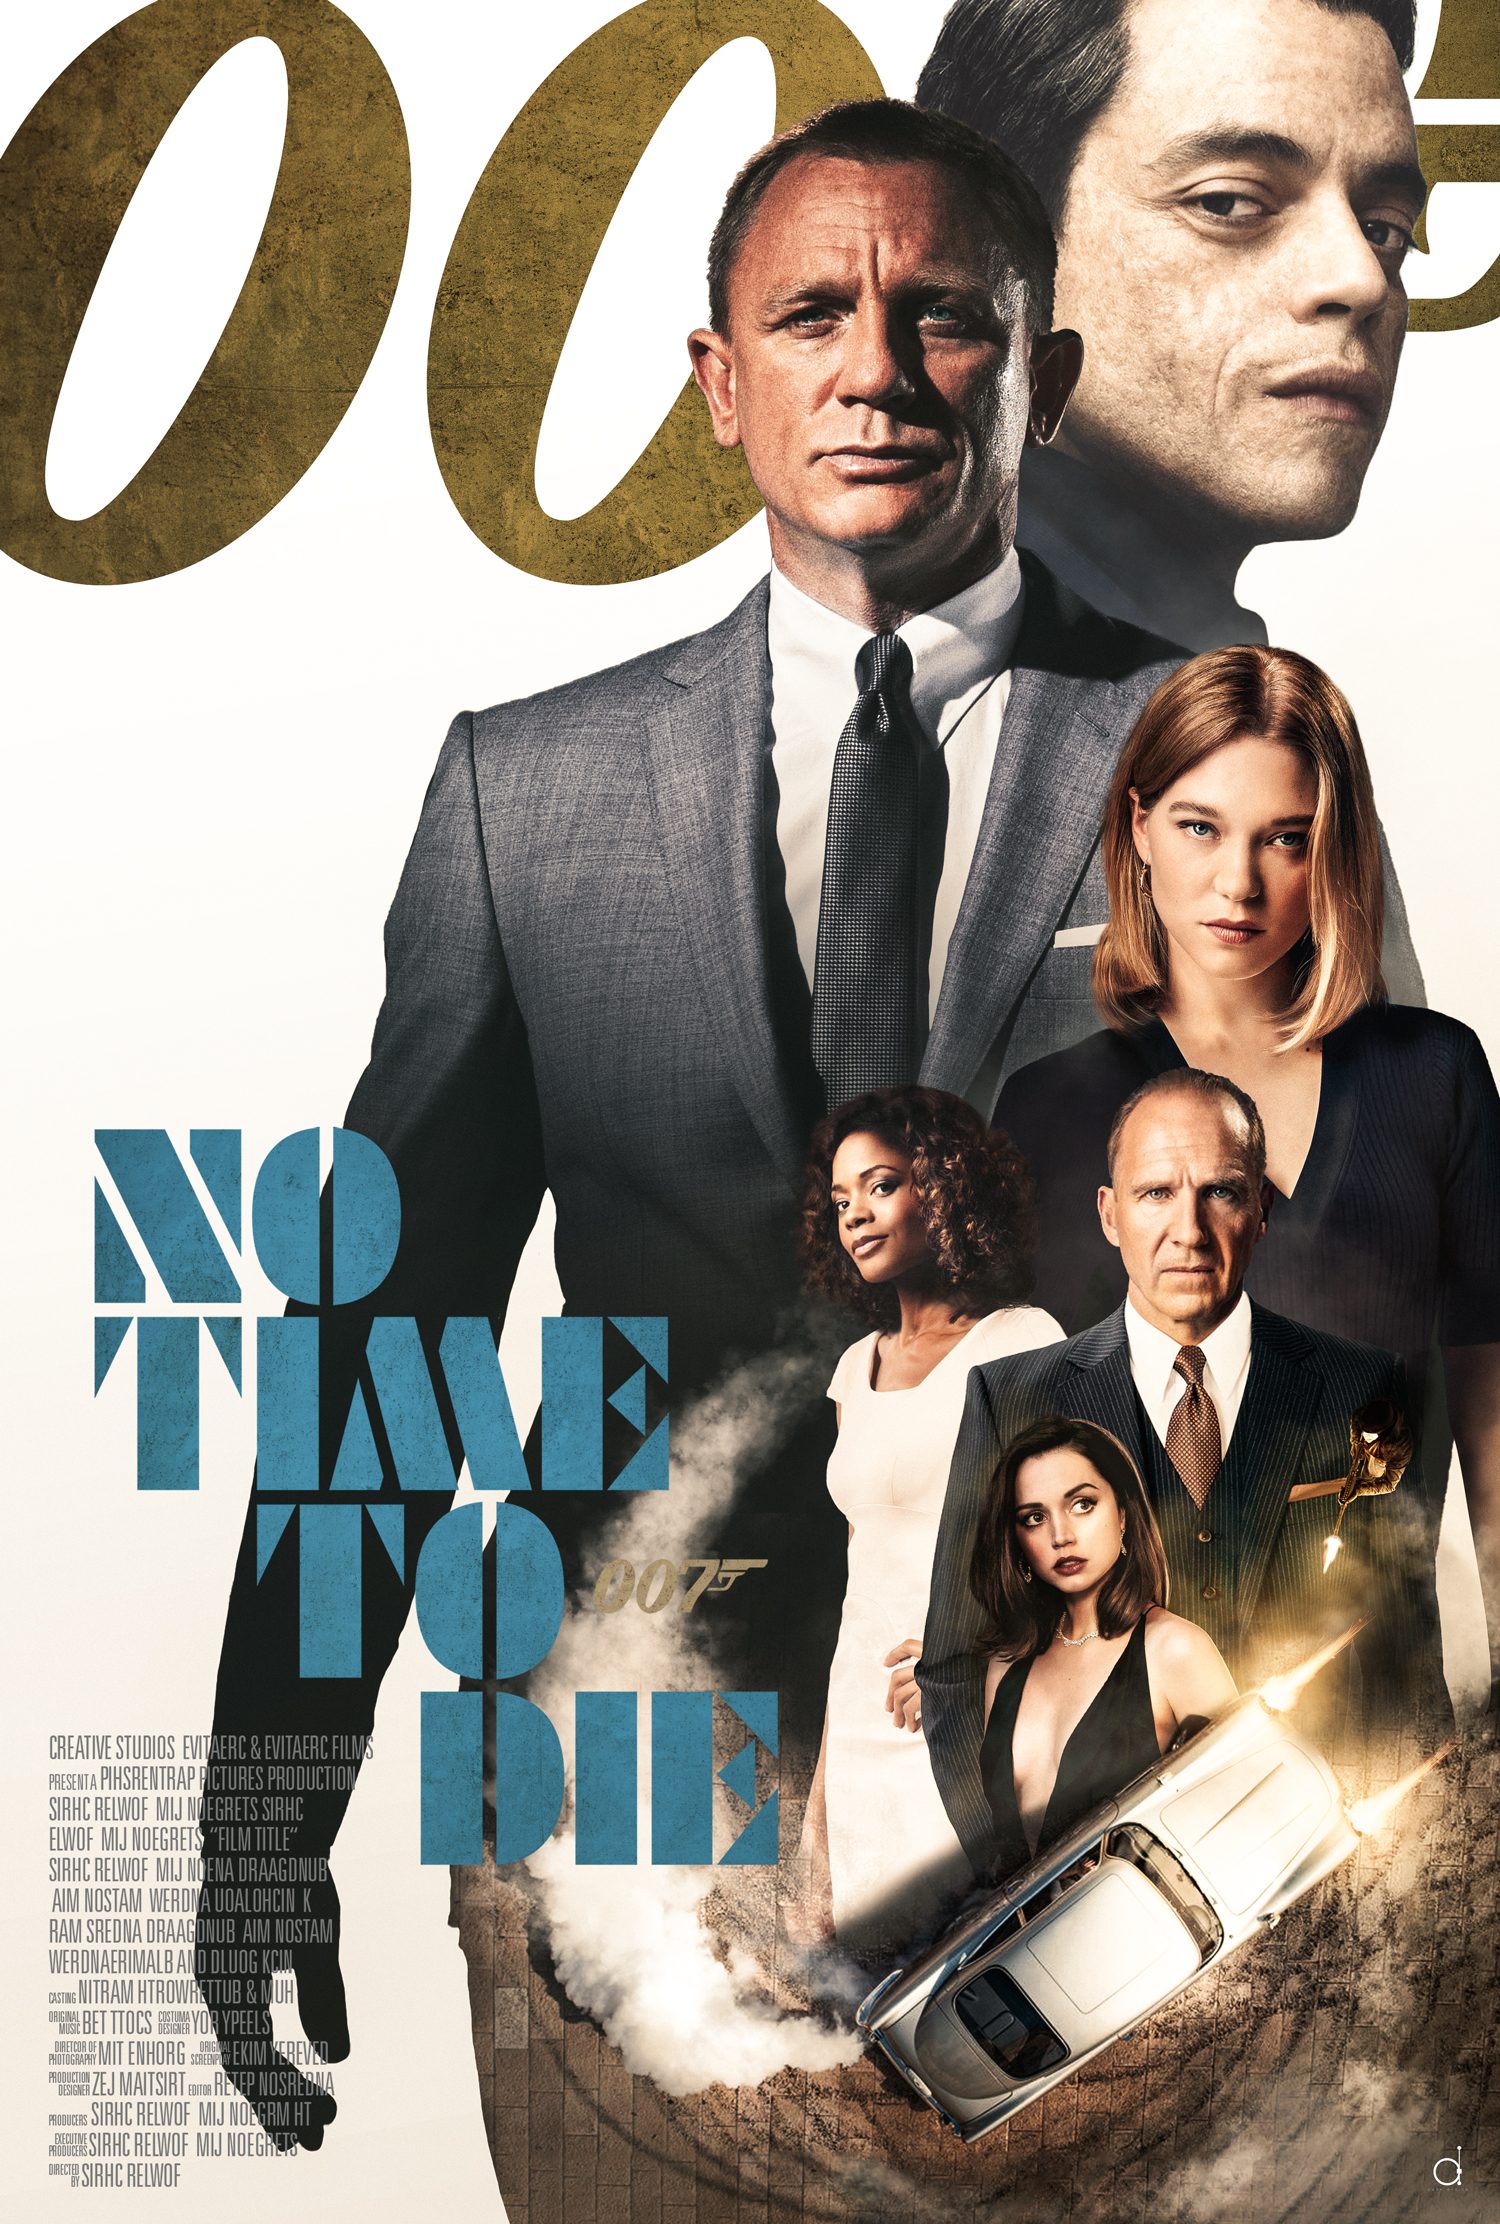 007
NO
TIME
TO
007
DIE
CREATIVE STUDIOS EVITAERC & EVITAERC FILMS
PRESENT A PIHSRENTRAP PICTURES PRODUCTION
SIRHC RELWOF MIJ NOEGRETS SIRHC
ELWOF MIJ NOEGRETS "FILM TITLE"
SIRHC RELWOF MIJ NOENA DRAAGDNUB
AIM NOSTAM WERDNA UOALOHCIN K
RAM SREDNA DRAAGDNUB AIM NOSTAM
WERDNAERIMALB AND DLUOG KCIN
CASTING NITRAM HTROWRETTUB & MUH
ORIGINAL MUSIC BET TTOCS COSTUMA DESIGNER YOR YPEELS
DIRETCOR OF PHOTOGRAPHY MIT ENHORG ORIGINAL SCREENPLAY EKIM YEREVED
PRODUCTION DESIGNER ZEJ MAITSIRT EDITOR RETEP NOSREDNA
PRODUCERS SIRHC RELWOF MIJ NOEGRM HT
EXECUTIVE PRODUCERS SIRHC RELWOF MIJ NOEGRETS
DIRECTED BY SIRHC RELWOF